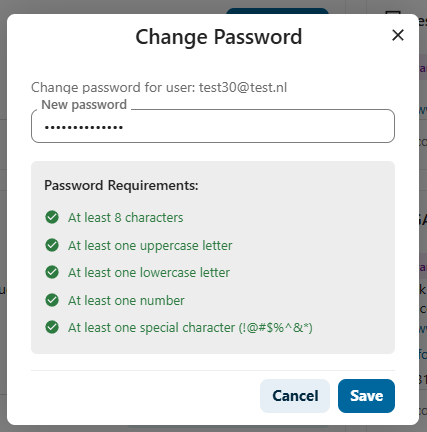 Change Password
Change password for user: test30@test.nl
New password
••••••••••••••
Password Requirements:
At least 8 characters
At least one uppercase letter
At least one lowercase letter
At least one number
At least one special character (!@#$%^&*)
Cancel
Save